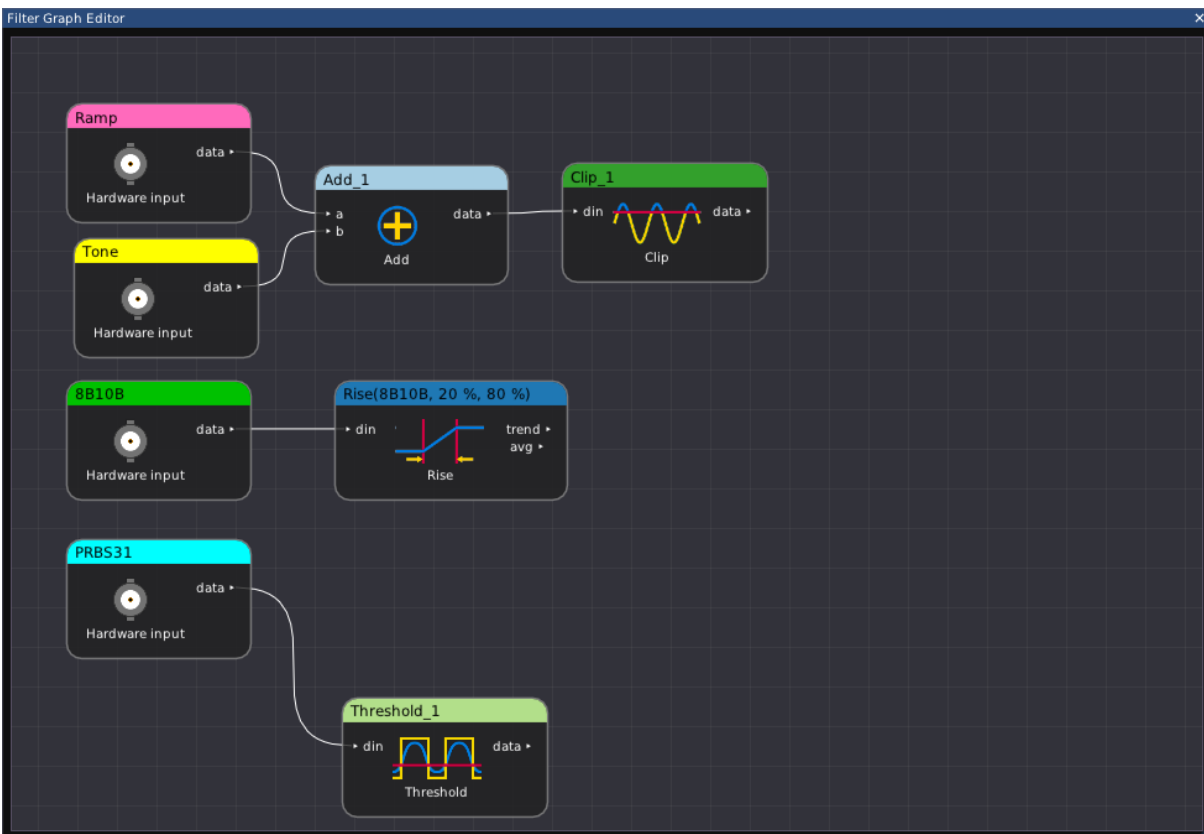 Filter Graph Editor
Ramp
data
Hardware input
Tone
data
Hardware input
Add_1
a
b
data
Add
Clip_1
din
data
Clip
8B10B
data
Hardware input
Rise(8B10B, 20 %, 80 %)
din
trend
avg
Rise
PRBS31
data
Hardware input
Threshold_1
din
data
Threshold